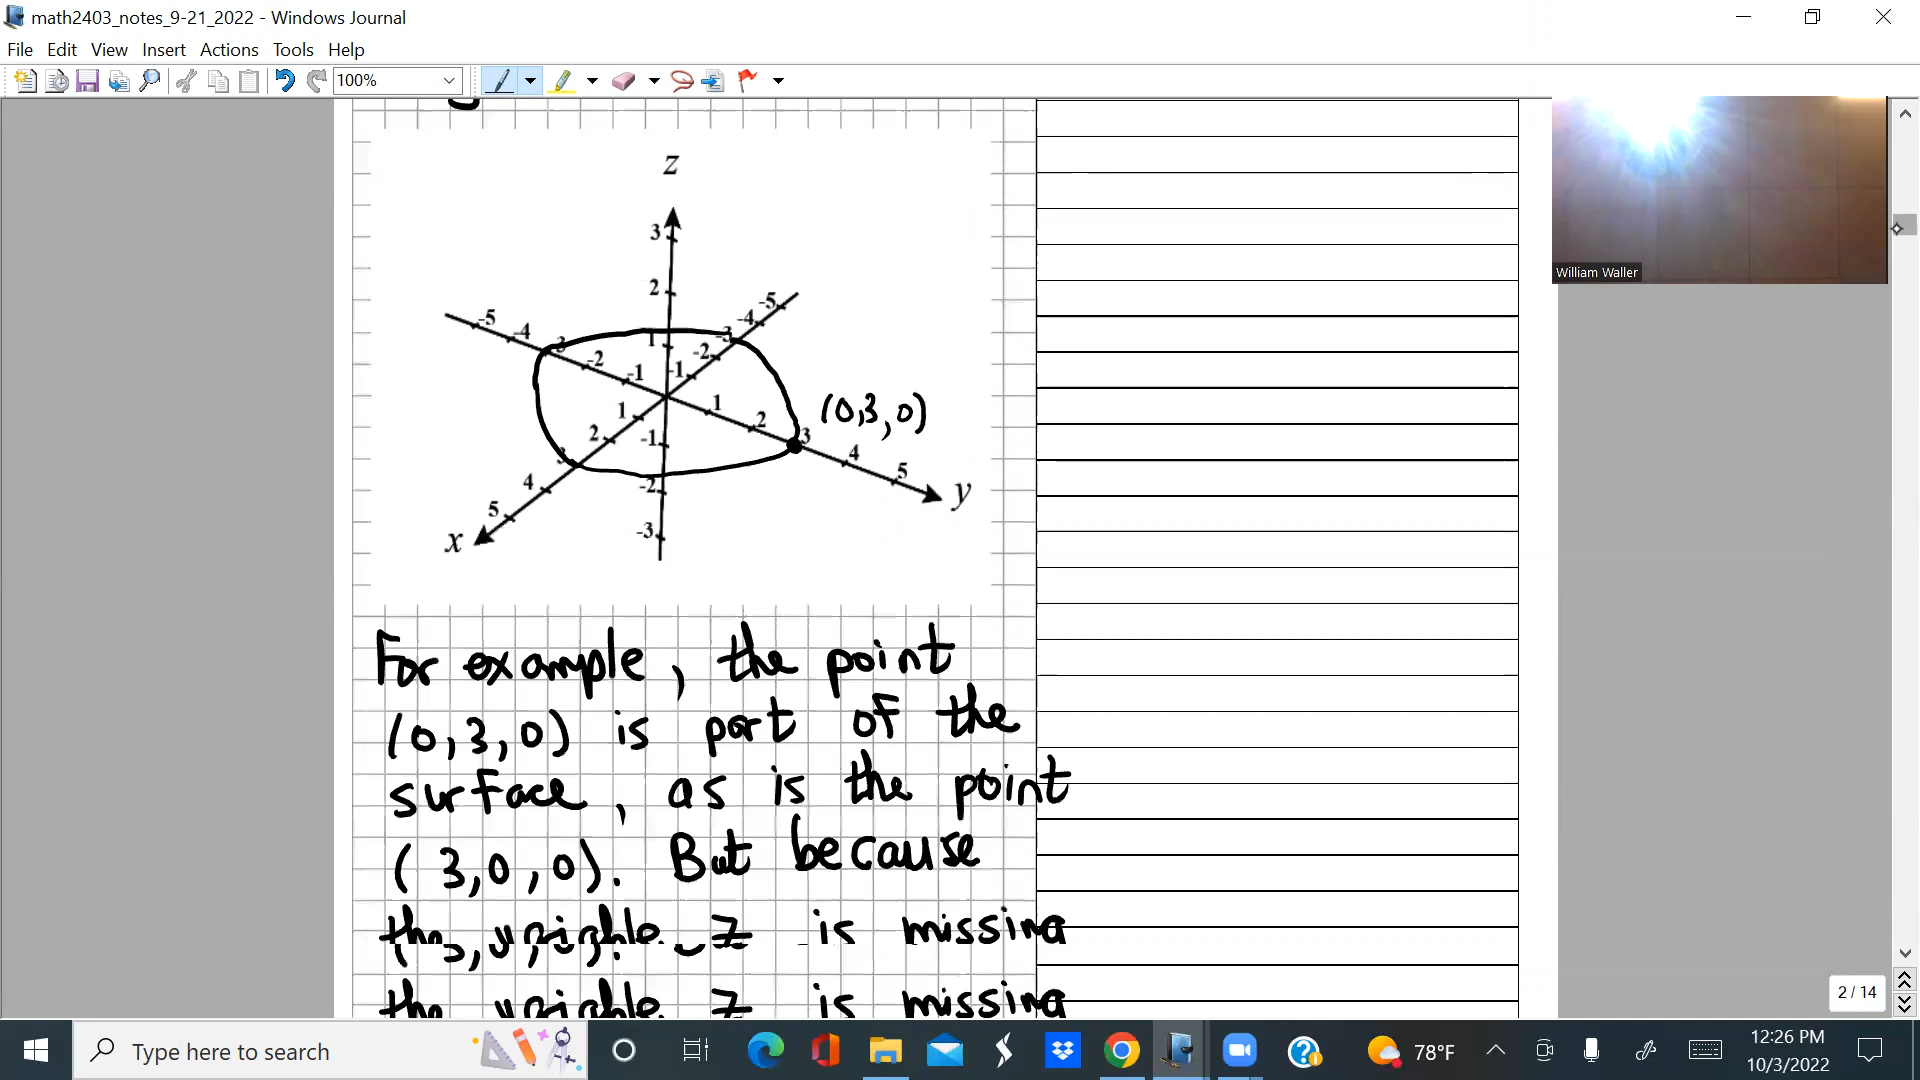 math2403_notes_9-21_2022 - Windows Journal
File Edit View Insert Actions Tools Help
100%
z
3
2
1
-1
-2
-3
-5 -4 -3 -2 -1
-5
-4
-3
-2
-1
1
2
3
4
5
x
1 2 3 4 5
y
(0,3,0)
For example, the point
(0,3,0) is part of the
surface, as is the point
(3,0,0). But because
the variable z is missing
the variable z is missing
William Waller
2 / 14
Type here to search
78°F
12:26 PM
10/3/2022